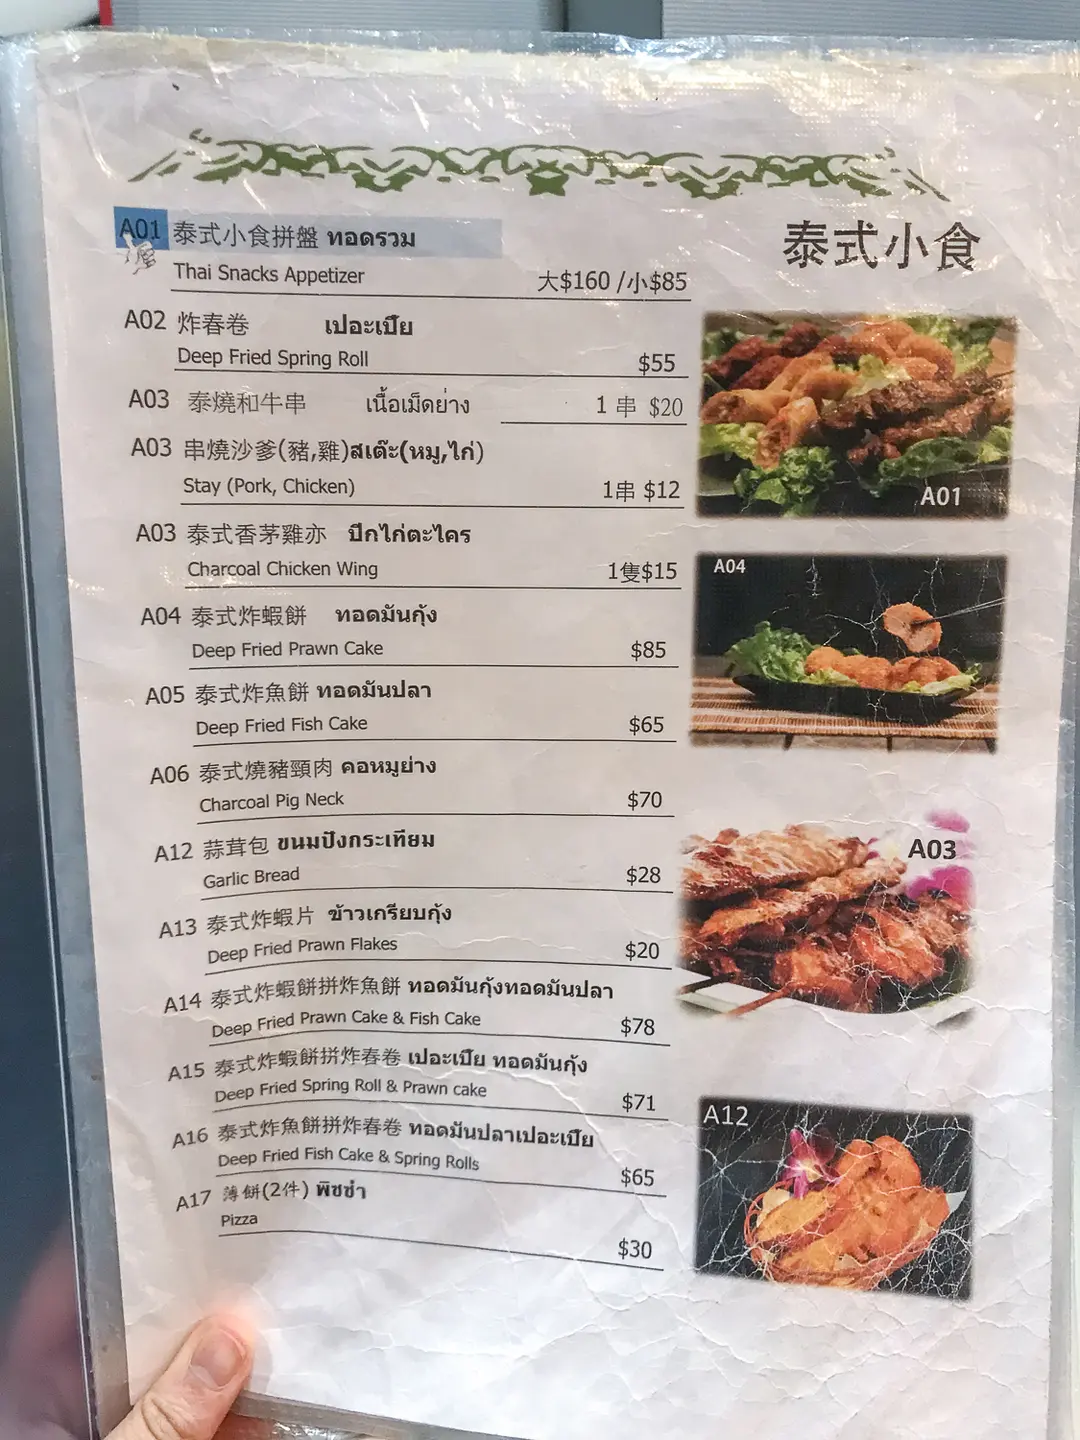 泰式小食
A01 泰式小食拼盤 ทอดรวม
Thai Snacks Appetizer 大$160 /小$85
A02 炸春卷 เปอะเปี๊ย
Deep Fried Spring Roll $55
A03 泰燒和牛串 เนื้อเม็ดย่าง 1 串 $20
A03 串燒沙爹(豬,雞)สเต๊ะ(หมู,ไก่)
Stay (Pork, Chicken) 1串 $12
A03 泰式香茅雞亦 ปีกไก่ตะไคร
Charcoal Chicken Wing 1隻$15
A04 泰式炸蝦餅 ทอดมันกุ้ง
Deep Fried Prawn Cake $85
A05 泰式炸魚餅 ทอดมันปลา
Deep Fried Fish Cake $65
A06 泰式燒豬頸肉 คอหมูย่าง
Charcoal Pig Neck $70
A12 蒜茸包 ขนมปังกระเทียม
Garlic Bread $28
A13 泰式炸蝦片 ข้าวเกรียบกุ้ง
Deep Fried Prawn Flakes $20
A14 泰式炸蝦餅拼炸魚餅 ทอดมันกุ้งทอดมันปลา
Deep Fried Prawn Cake & Fish Cake $78
A15 泰式炸蝦餅拼炸春卷 เปอะเปี๊ย ทอดมันกุ้ง
Deep Fried Spring Roll & Prawn cake $71
A16 泰式炸魚餅拼炸春卷 ทอดมันปลาเปอะเปี๊ย
Deep Fried Fish Cake & Spring Rolls $65
A17 薄餅(2件) พิซซ่า
Pizza $30
A01
A04
A03
A12